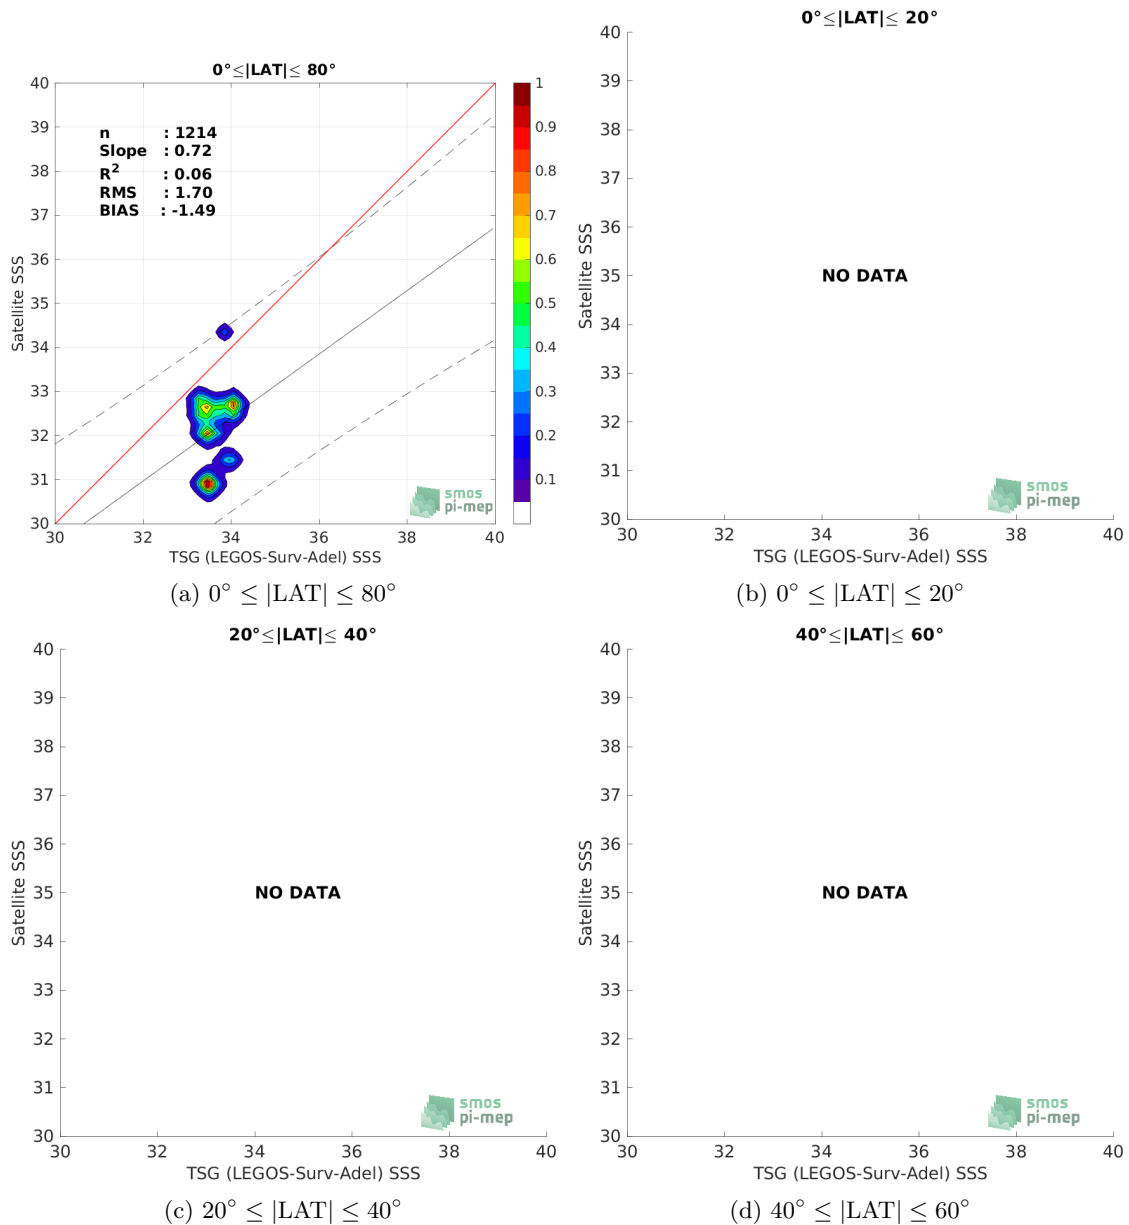 0°≤|LAT|≤ 80°
n : 1214
Slope : 0.72
R² : 0.06
RMS : 1.70
BIAS : -1.49
40
39
38
37
36
35
34
33
32
31
30
Satellite SSS
30 32 34 36 38 40
TSG (LEGOS-Surv-Adel) SSS
1
0.9
0.8
0.7
0.6
0.5
0.4
0.3
0.2
0.1
smos
pi-mep
(a) 0° ≤ |LAT| ≤ 80°
0°≤|LAT|≤ 20°
40
39
38
37
36
35
34
33
32
31
30
Satellite SSS
NO DATA
smos
pi-mep
30 32 34 36 38 40
TSG (LEGOS-Surv-Adel) SSS
(b) 0° ≤ |LAT| ≤ 20°
20°≤|LAT|≤ 40°
40
39
38
37
36
35
34
33
32
31
30
Satellite SSS
NO DATA
smos
pi-mep
30 32 34 36 38 40
TSG (LEGOS-Surv-Adel) SSS
(c) 20° ≤ |LAT| ≤ 40°
40°≤|LAT|≤ 60°
40
39
38
37
36
35
34
33
32
31
30
Satellite SSS
NO DATA
smos
pi-mep
30 32 34 36 38 40
TSG (LEGOS-Surv-Adel) SSS
(d) 40° ≤ |LAT| ≤ 60°